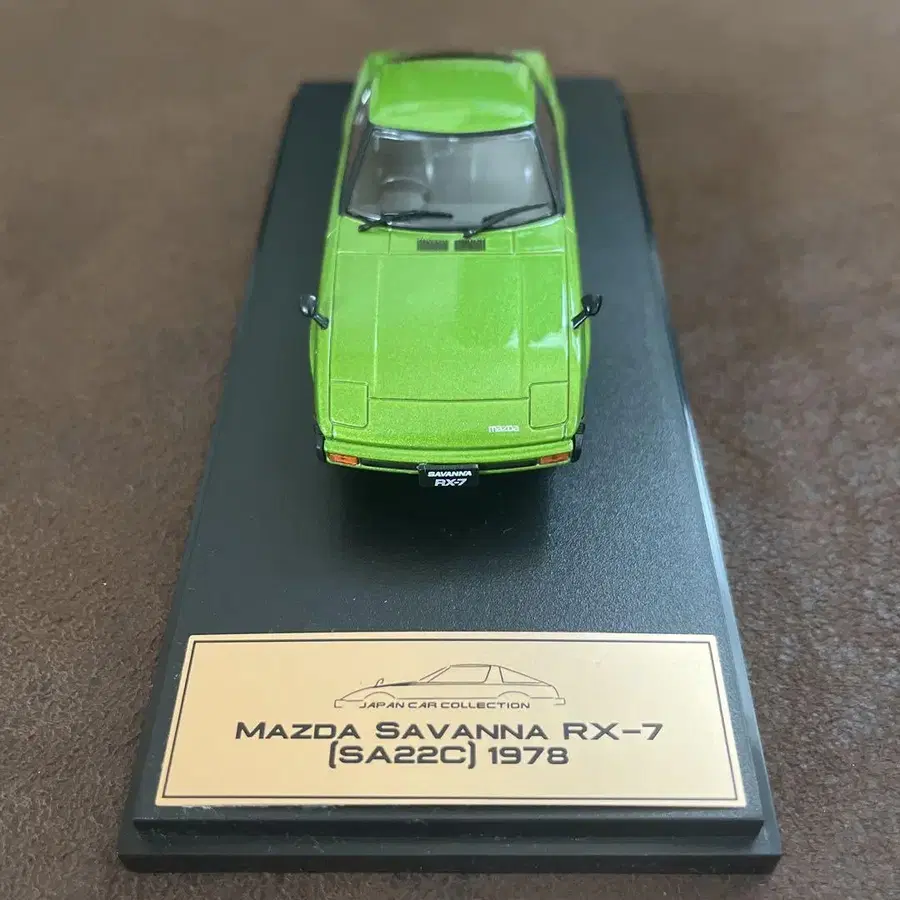 mazda
SAVANNA
RX-7
JAPAN CAR COLLECTION
MAZDA SAVANNA RX-7
(SA22C) 1978